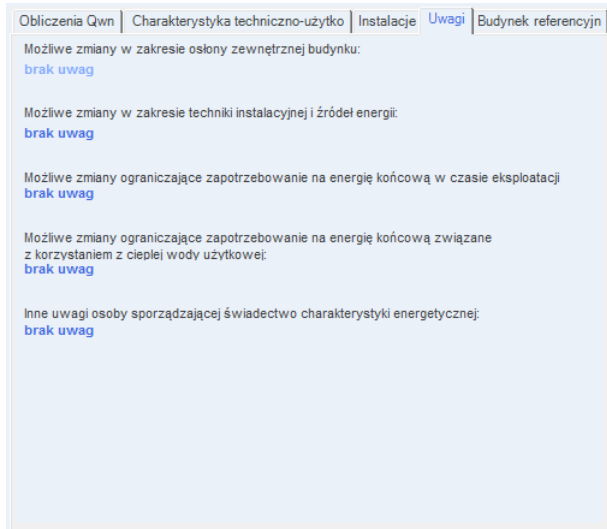 Obliczenia Qwn Charakterystyka techniczno-użytko Instalacje Uwagi Budynek referencyjn
Możliwe zmiany w zakresie osłony zewnętrznej budynku:
brak uwag
Możliwe zmiany w zakresie techniki instalacyjnej i źródeł energii:
brak uwag
Możliwe zmiany ograniczające zapotrzebowanie na energię końcową w czasie eksploatacji
brak uwag
Możliwe zmiany ograniczające zapotrzebowanie na energię końcową związane
z korzystaniem z ciepłej wody użytkowej:
brak uwag
Inne uwagi osoby sporządzającej świadectwo charakterystyki energetycznej:
brak uwag